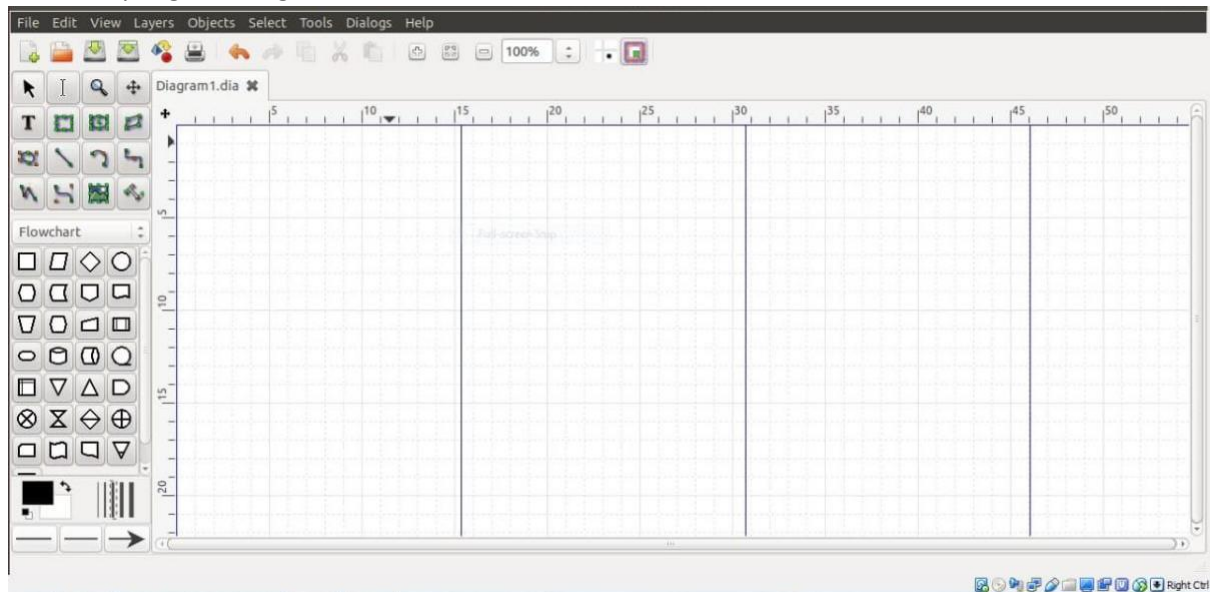 File Edit View Layers Objects Select Tools Dialogs Help
100%
Diagram1.dia
5 10 15 20 25 30 35 40 45 50
T
5
Flowchart
10
15
20
Right Ctrl